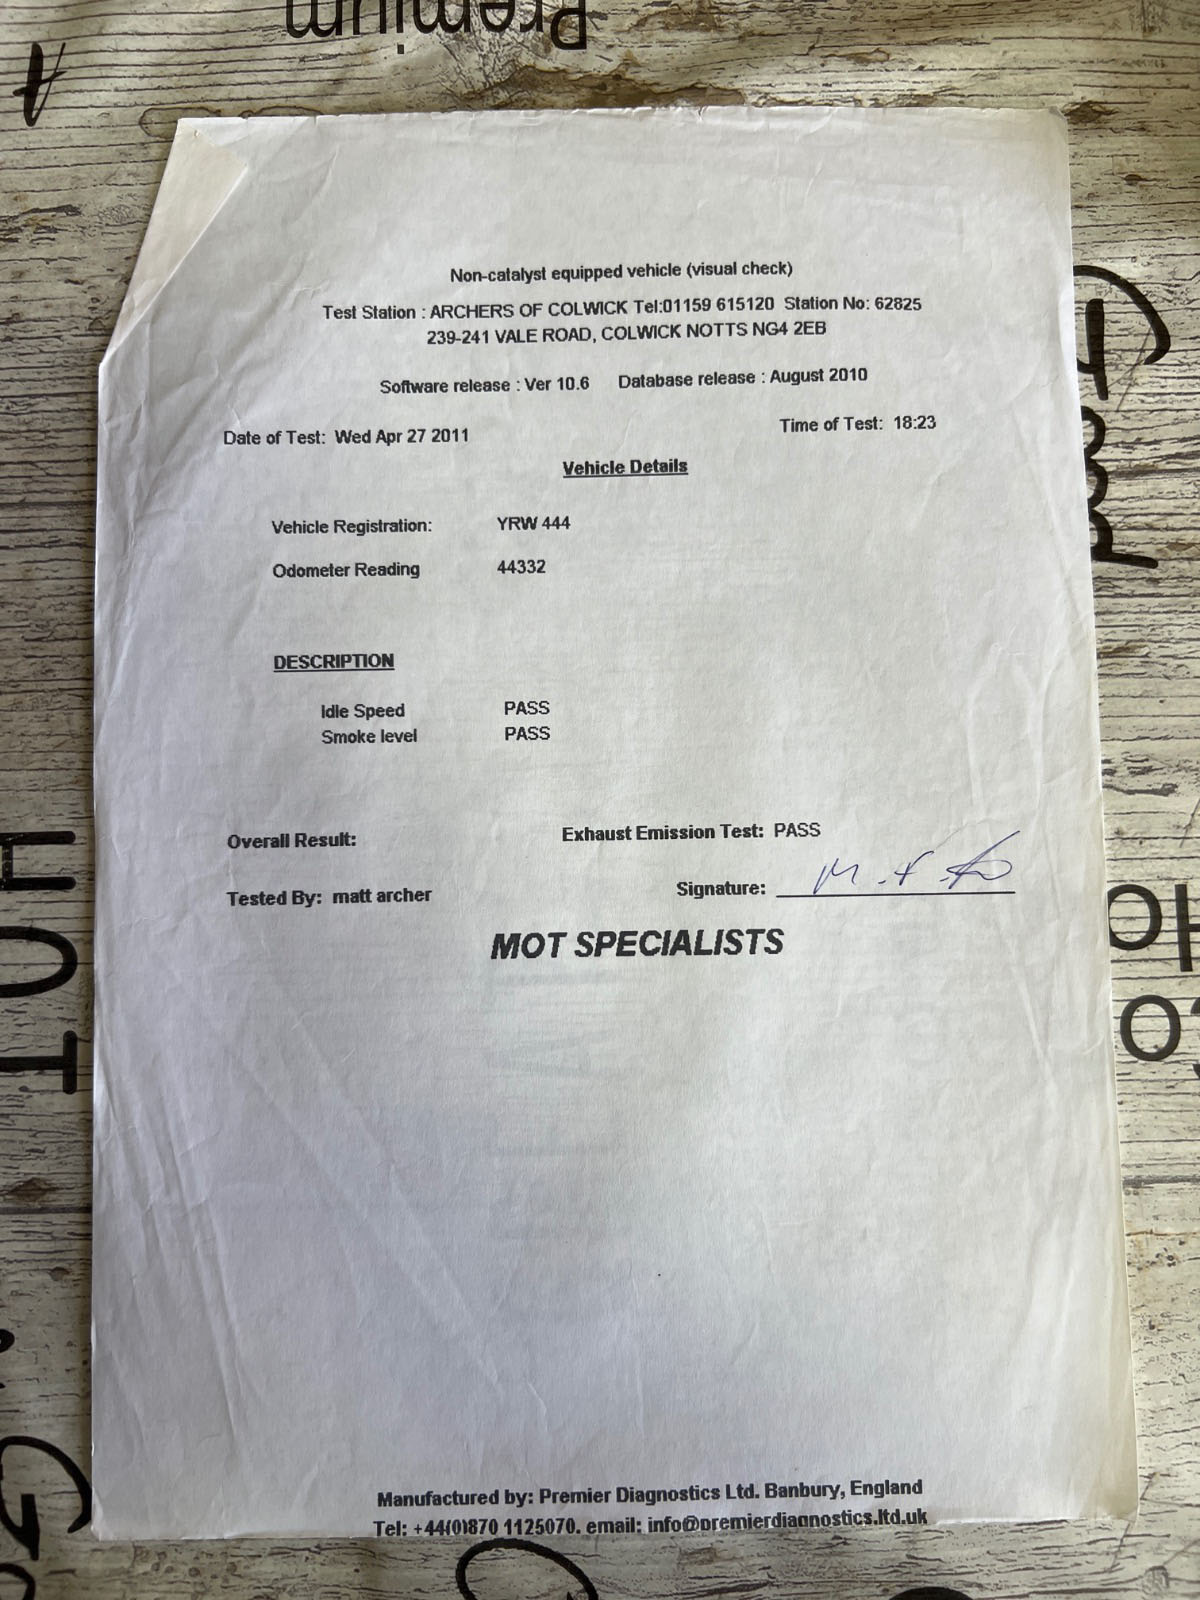 Premium
Non-catalyst equipped vehicle (visual check)
Test Station : ARCHERS OF COLWICK Tel:01159 615120 Station No: 62825
239-241 VALE ROAD, COLWICK NOTTS NG4 2EB
Software release : Ver 10.6 Database release : August 2010
Date of Test: Wed Apr 27 2011 Time of Test: 18:23
Vehicle Details
Vehicle Registration: YRW 444
Odometer Reading 44332
DESCRIPTION
Idle Speed PASS
Smoke level PASS
Overall Result: Exhaust Emission Test: PASS
Tested By: matt archer Signature:
MOT SPECIALISTS
Manufactured by: Premier Diagnostics Ltd. Banbury, England
Tel: +44(0)870 1125070. email: info@premierdiagnostics.ltd.uk
HOT